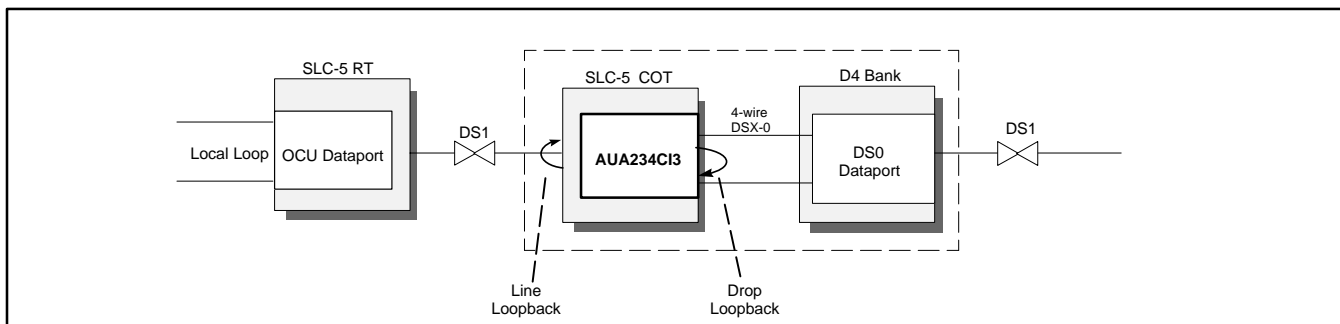 SLC-5 RT
SLC-5 COT
D4 Bank
Local Loop
OCU Dataport
DS1
AUA234CI3
4-wire
DSX-0
DS0
Dataport
DS1
Line
Loopback
Drop
Loopback